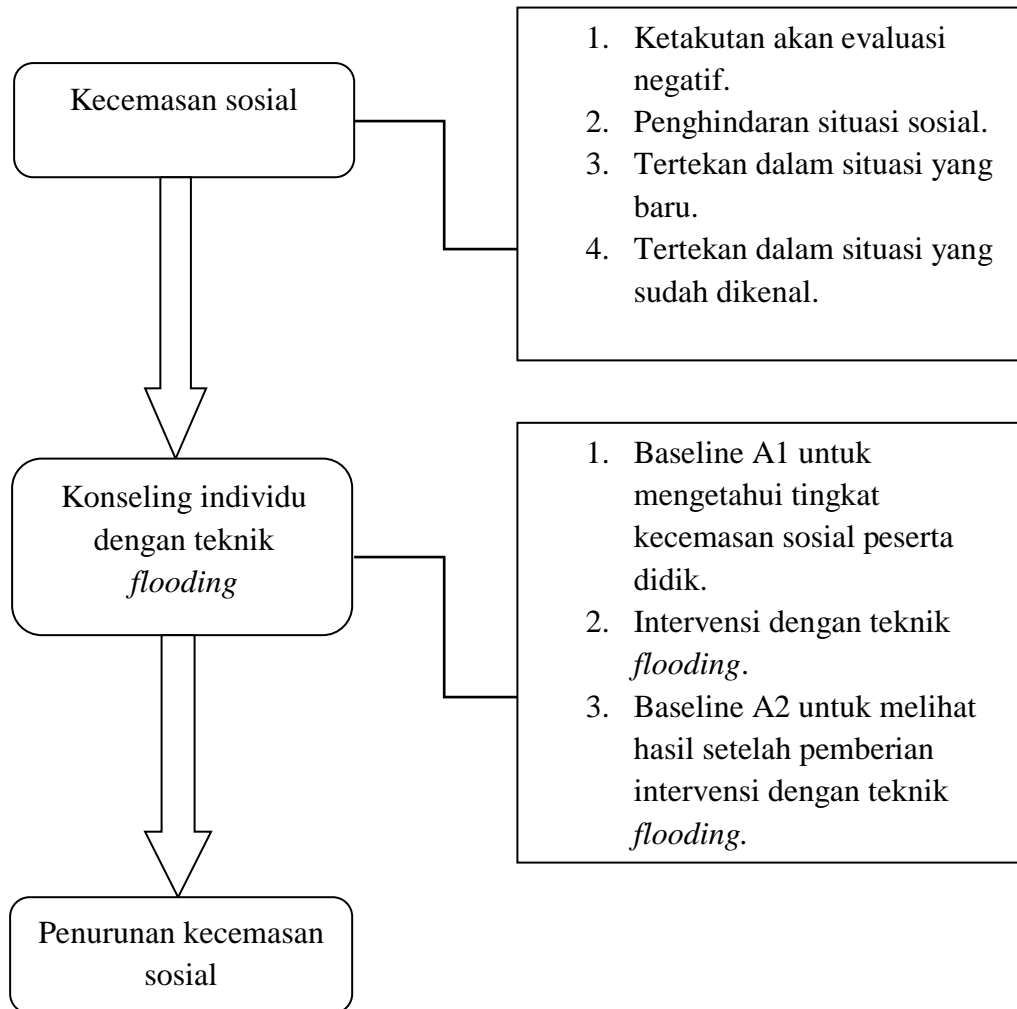 Kecemasan sosial
1. Ketakutan akan evaluasi
negatif.
2. Penghindaran situasi sosial.
3. Tertekan dalam situasi yang
baru.
4. Tertekan dalam situasi yang
sudah dikenal.
Konseling individu
dengan teknik
flooding
1. Baseline A1 untuk
mengetahui tingkat
kecemasan sosial peserta
didik.
2. Intervensi dengan teknik
flooding.
3. Baseline A2 untuk melihat
hasil setelah pemberian
intervensi dengan teknik
flooding.
Penurunan kecemasan
sosial